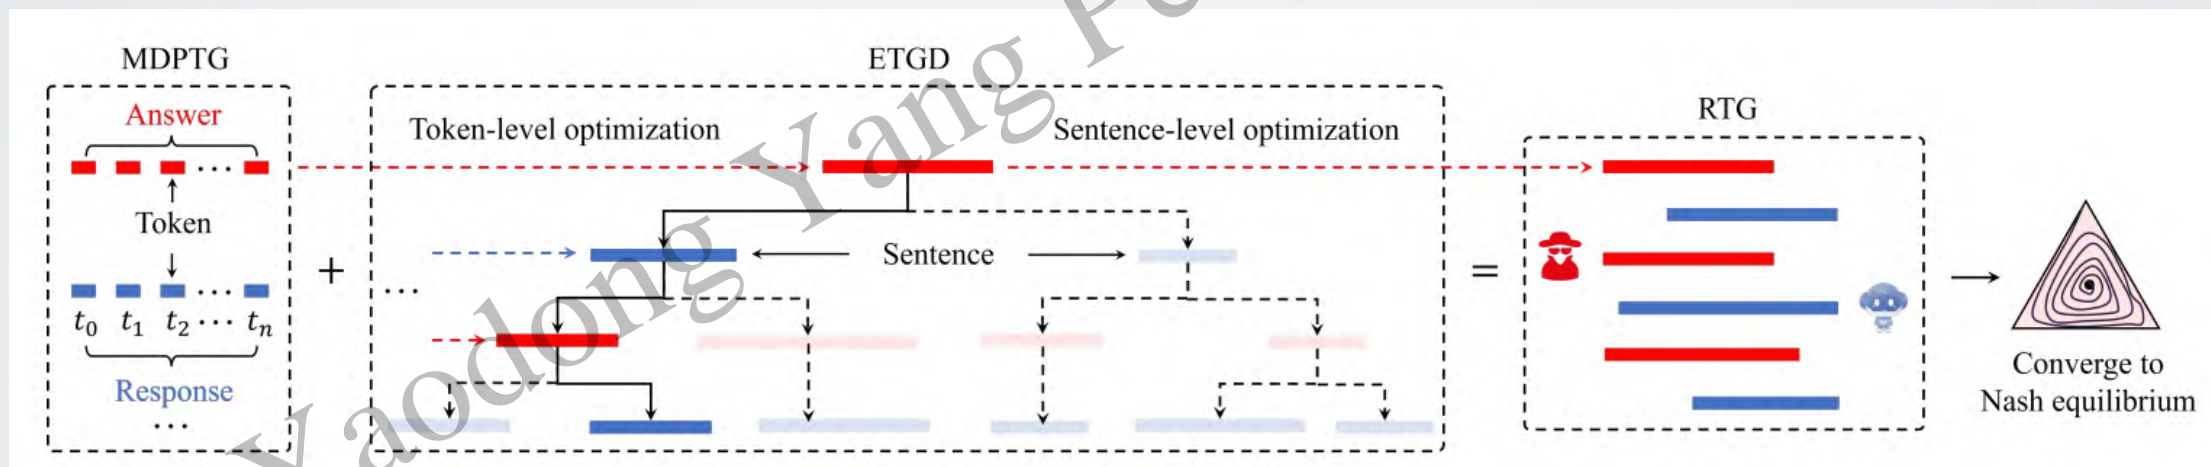 MDPTG
Answer
...
Token
...
t0 t1 t2 tn
Response
...
+
ETGD
Token-level optimization
Sentence-level optimization
Sentence
...
=
RTG
Converge to
Nash equilibrium
Yaodong Yang